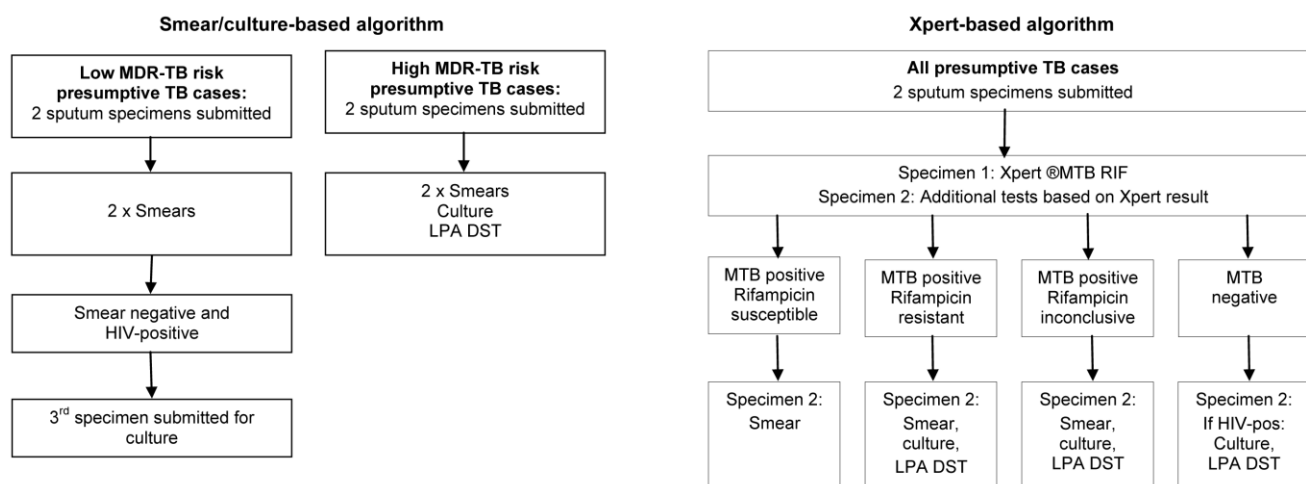 Smear/culture-based algorithm
Low MDR-TB risk
presumptive TB cases:
2 sputum specimens submitted
2 x Smears
Smear negative and
HIV-positive
3rd specimen submitted for
culture
High MDR-TB risk
presumptive TB cases:
2 sputum specimens submitted
2 x Smears
Culture
LPA DST
Xpert-based algorithm
All presumptive TB cases
2 sputum specimens submitted
Specimen 1: Xpert ®MTB RIF
Specimen 2: Additional tests based on Xpert result
MTB positive
Rifampicin
susceptible
MTB positive
Rifampicin
resistant
MTB positive
Rifampicin
inconclusive
MTB
negative
Specimen 2:
Smear
Specimen 2:
Smear,
culture,
LPA DST
Specimen 2:
Smear,
culture,
LPA DST
Specimen 2:
If HIV-pos:
Culture,
LPA DST